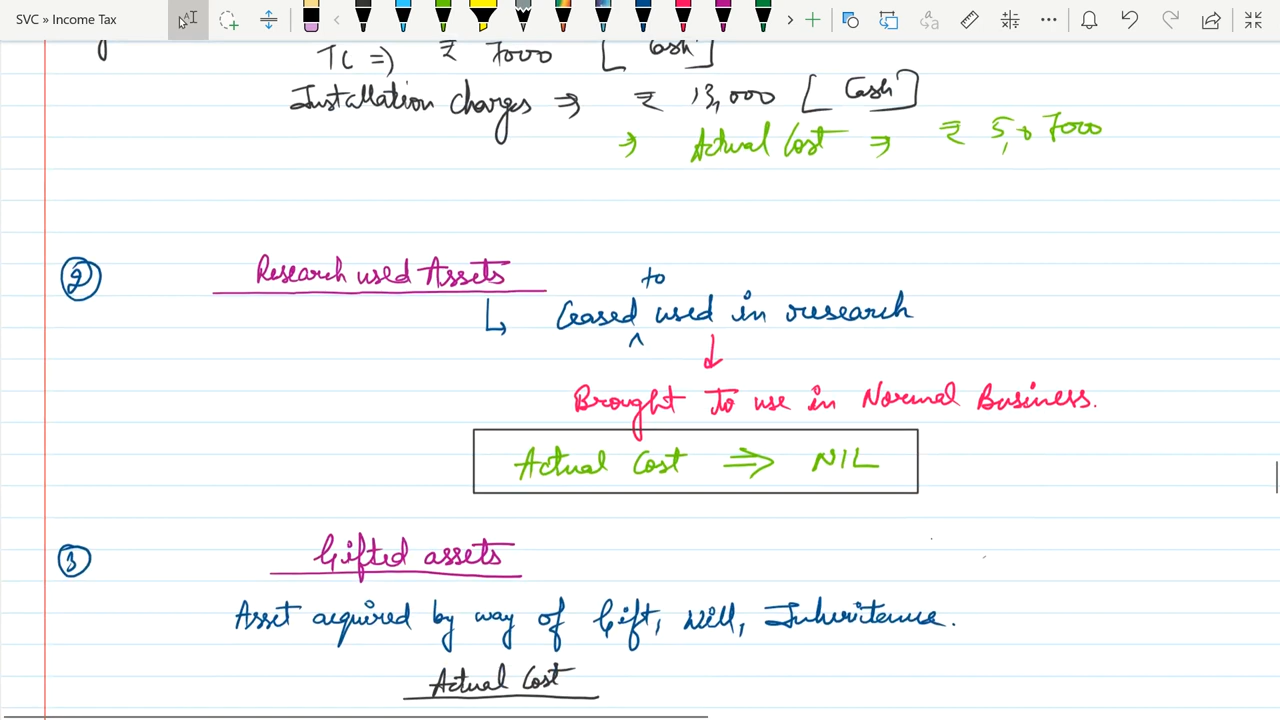 SVC » Income Tax
TC => ₹ 7000 [Cash]
Installation Charges => ₹ 13,000 [Cash]
=> Actual Cost => ₹ 5,07000
2 Research used Assets
to
↳ Ceased ^ used in research
↓
Brought To use in Normal Business.
Actual Cost => NIL
3 Gifted assets
Asset acquired by way of Gift, Will, Inheritance.
Actual Cost